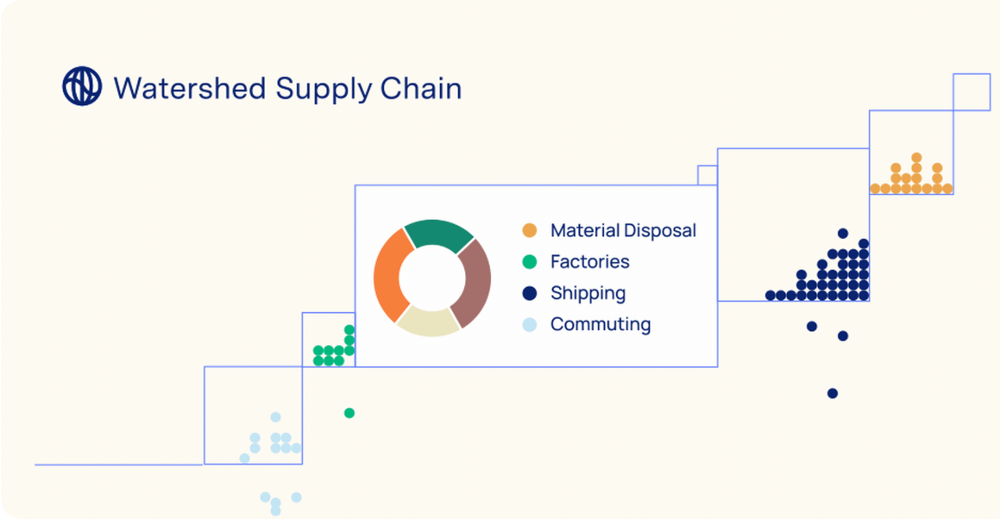 Watershed Supply Chain
Material Disposal
Factories
Shipping
Commuting